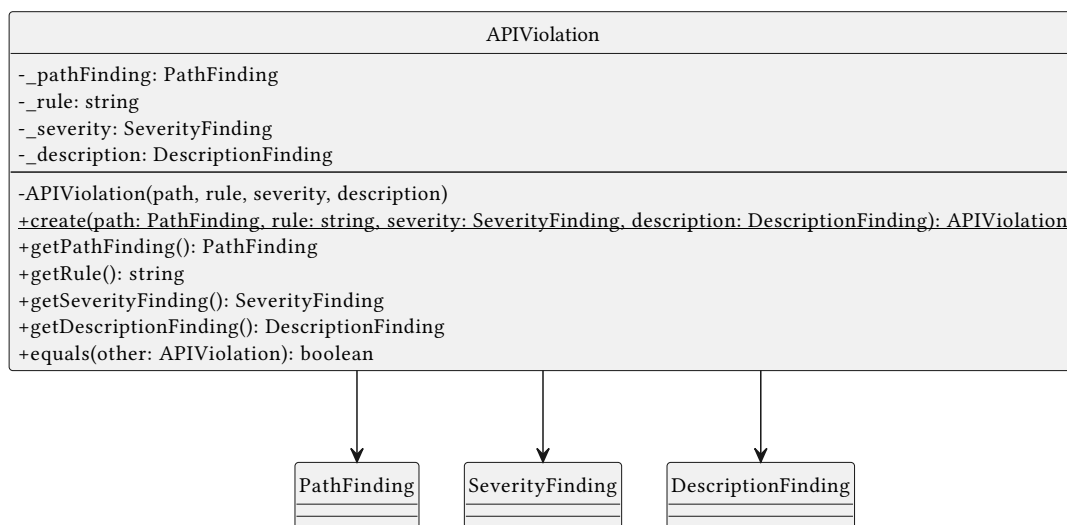 APIViolation
-_pathFinding: PathFinding
-_rule: string
-_severity: SeverityFinding
-_description: DescriptionFinding
-APIViolation(path, rule, severity, description)
+create(path: PathFinding, rule: string, severity: SeverityFinding, description: DescriptionFinding): APIViolation
+getPathFinding(): PathFinding
+getRule(): string
+getSeverityFinding(): SeverityFinding
+getDescriptionFinding(): DescriptionFinding
+equals(other: APIViolation): boolean
PathFinding SeverityFinding DescriptionFinding